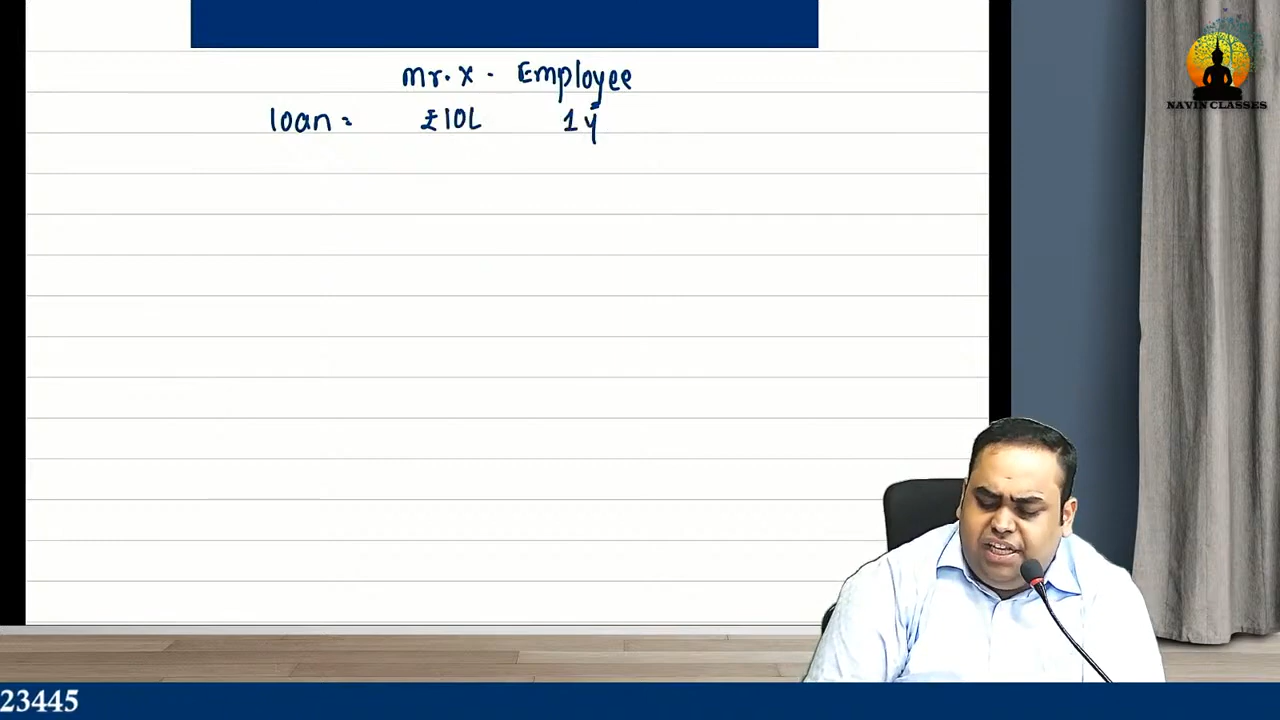 mr. x - Employee
loan = ₹10L 1y
NAVIN CLASSES
23445